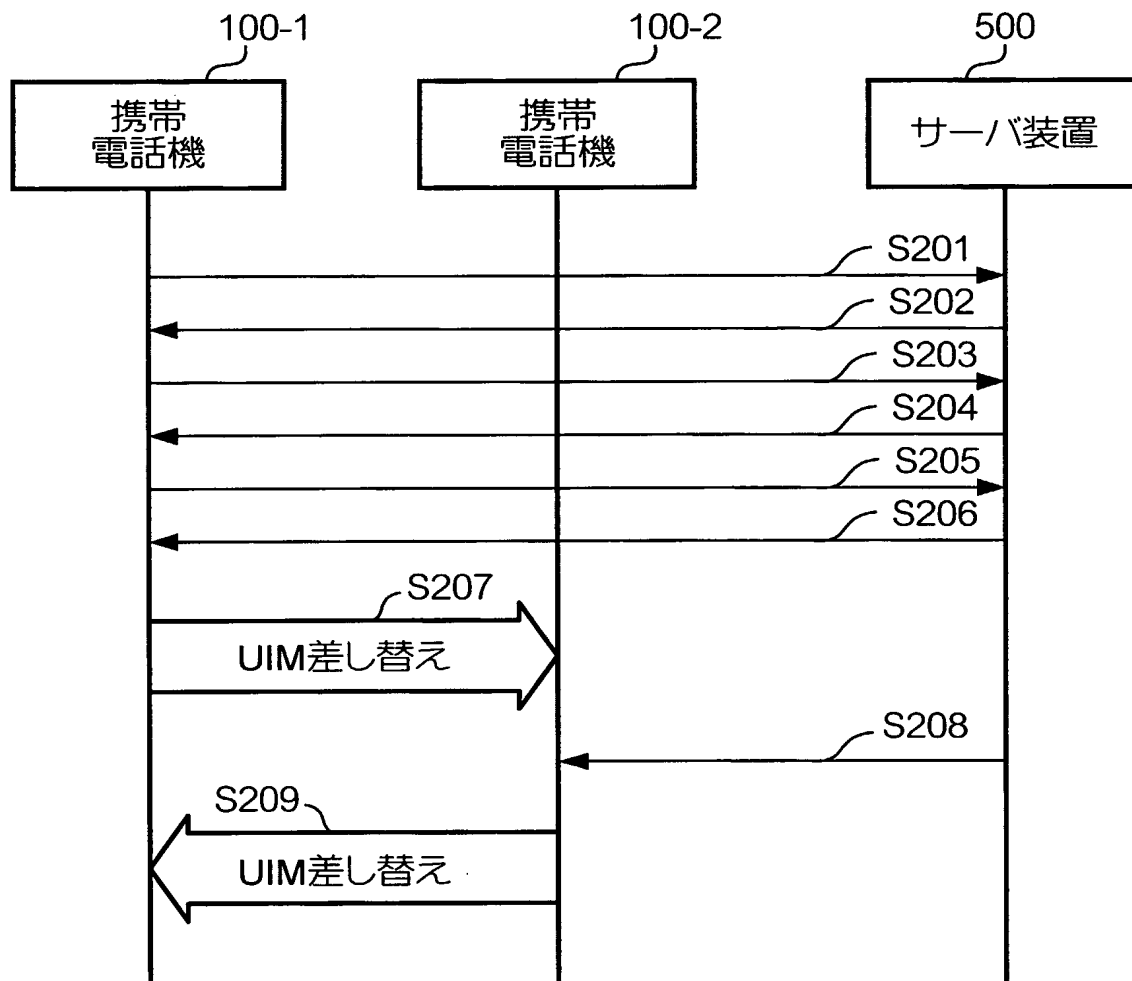 100-1
100-2
500
携帯
電話機
携帯
電話機
サーバ装置
S201
S202
S203
S204
S205
S206
S207
UIM差し替え
S208
S209
UIM差し替え